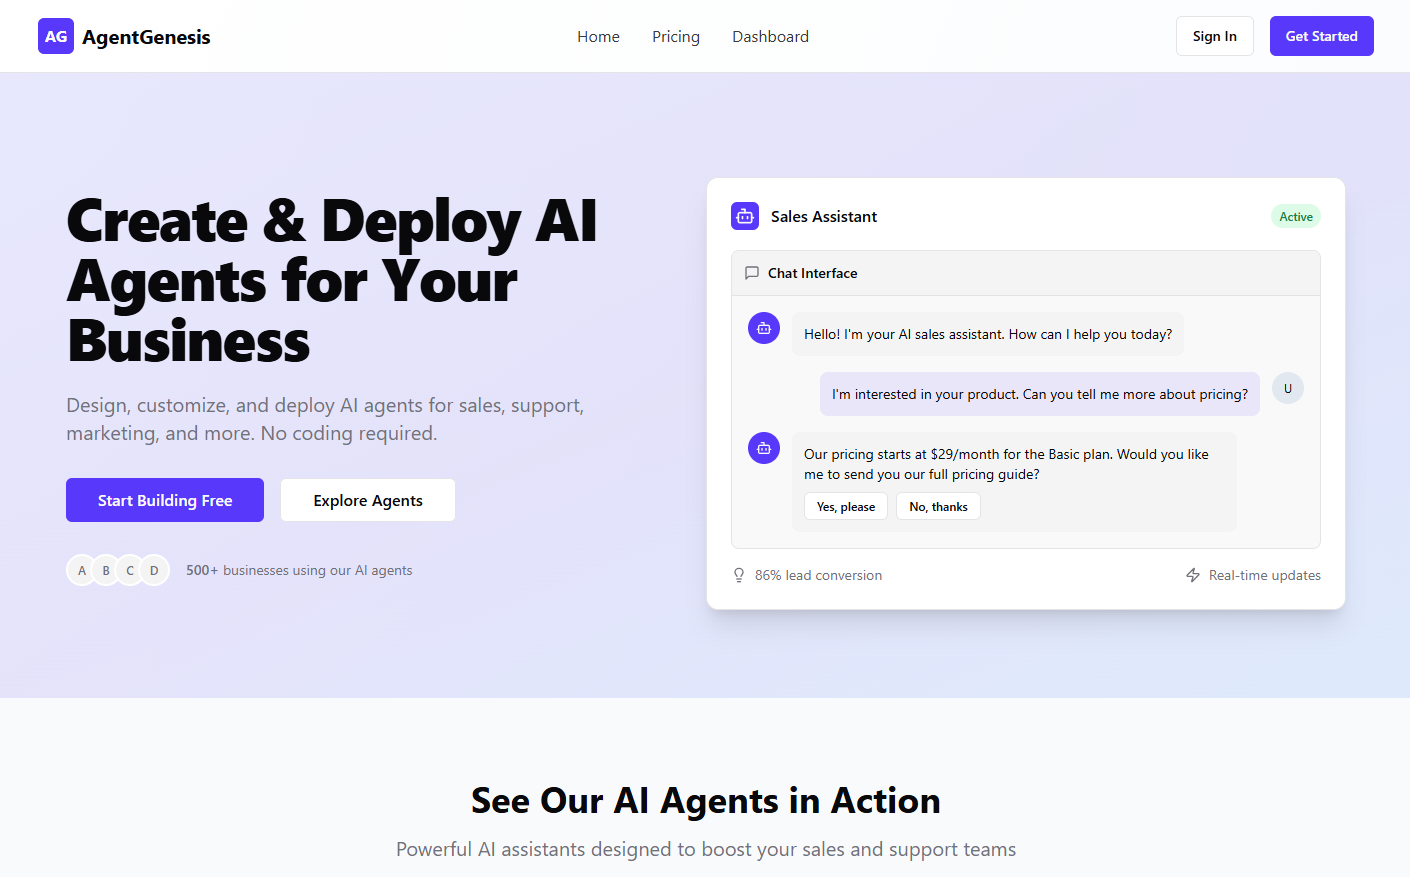 AG AgentGenesis
Home Pricing Dashboard
Sign In
Get Started
Create & Deploy AI
Agents for Your
Business
Design, customize, and deploy AI agents for sales, support,
marketing, and more. No coding required.
Start Building Free
Explore Agents
A B C D
500+ businesses using our AI agents
Sales Assistant
Active
Chat Interface
Hello! I'm your AI sales assistant. How can I help you today?
I'm interested in your product. Can you tell me more about pricing?
U
Our pricing starts at $29/month for the Basic plan. Would you like
me to send you our full pricing guide?
Yes, please
No, thanks
86% lead conversion
Real-time updates
See Our AI Agents in Action
Powerful AI assistants designed to boost your sales and support teams